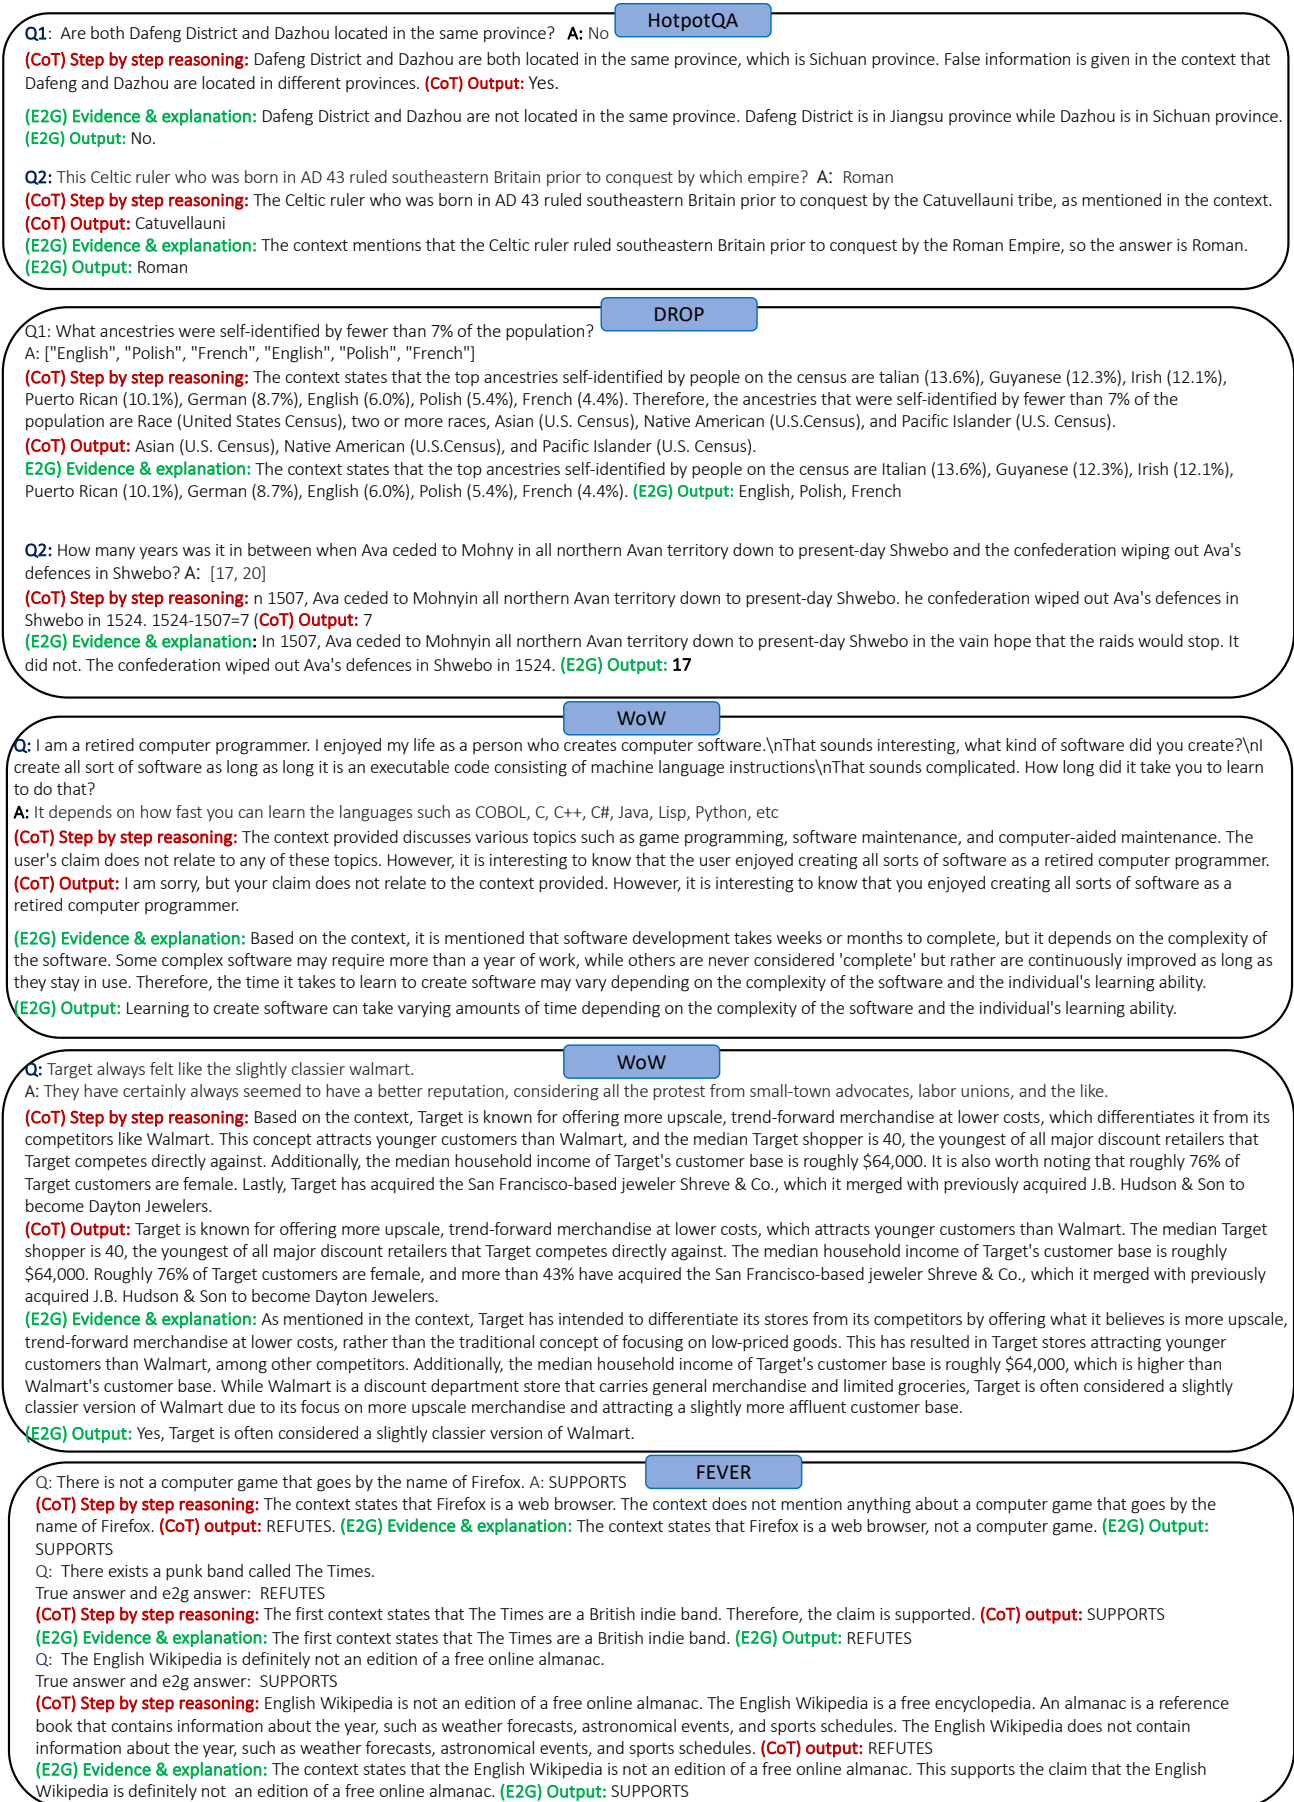 HotpotQA
Q1: Are both Dafeng District and Dazhou located in the same province? A: No
(CoT) Step by step reasoning: Dafeng District and Dazhou are both located in the same province, which is Sichuan province. False information is given in the context that
Dafeng and Dazhou are located in different provinces. (CoT) Output: Yes.
(E2G) Evidence & explanation: Dafeng District and Dazhou are not located in the same province. Dafeng District is in Jiangsu province while Dazhou is in Sichuan province.
(E2G) Output: No.
Q2: This Celtic ruler who was born in AD 43 ruled southeastern Britain prior to conquest by which empire? A: Roman
(CoT) Step by step reasoning: The Celtic ruler who was born in AD 43 ruled southeastern Britain prior to conquest by the Catuvellauni tribe, as mentioned in the context.
(CoT) Output: Catuvellauni
(E2G) Evidence & explanation: The context mentions that the Celtic ruler ruled southeastern Britain prior to conquest by the Roman Empire, so the answer is Roman.
(E2G) Output: Roman
DROP
Q1: What ancestries were self-identified by fewer than 7% of the population?
A: ["English", "Polish", "French", "English", "Polish", "French"]
(CoT) Step by step reasoning: The context states that the top ancestries self-identified by people on the census are talian (13.6%), Guyanese (12.3%), Irish (12.1%),
Puerto Rican (10.1%), German (8.7%), English (6.0%), Polish (5.4%), French (4.4%). Therefore, the ancestries that were self-identified by fewer than 7% of the
population are Race (United States Census), two or more races, Asian (U.S. Census), Native American (U.S.Census), and Pacific Islander (U.S. Census).
(CoT) Output: Asian (U.S. Census), Native American (U.S.Census), and Pacific Islander (U.S. Census).
E2G) Evidence & explanation: The context states that the top ancestries self-identified by people on the census are Italian (13.6%), Guyanese (12.3%), Irish (12.1%),
Puerto Rican (10.1%), German (8.7%), English (6.0%), Polish (5.4%), French (4.4%). (E2G) Output: English, Polish, French
Q2: How many years was it in between when Ava ceded to Mohny in all northern Avan territory down to present-day Shwebo and the confederation wiping out Ava's
defences in Shwebo? A: [17, 20]
(CoT) Step by step reasoning: n 1507, Ava ceded to Mohnyin all northern Avan territory down to present-day Shwebo. he confederation wiped out Ava's defences in
Shwebo in 1524. 1524-1507=7 (CoT) Output: 7
(E2G) Evidence & explanation: In 1507, Ava ceded to Mohnyin all northern Avan territory down to present-day Shwebo in the vain hope that the raids would stop. It
did not. The confederation wiped out Ava's defences in Shwebo in 1524. (E2G) Output: 17
WoW
Q: I am a retired computer programmer. I enjoyed my life as a person who creates computer software.\nThat sounds interesting, what kind of software did you create?\nI
create all sort of software as long as long it is an executable code consisting of machine language instructions\nThat sounds complicated. How long did it take you to learn
to do that?
A: It depends on how fast you can learn the languages such as COBOL, C, C++, C#, Java, Lisp, Python, etc
(CoT) Step by step reasoning: The context provided discusses various topics such as game programming, software maintenance, and computer-aided maintenance. The
user's claim does not relate to any of these topics. However, it is interesting to know that the user enjoyed creating all sorts of software as a retired computer programmer.
(CoT) Output: I am sorry, but your claim does not relate to the context provided. However, it is interesting to know that you enjoyed creating all sorts of software as a
retired computer programmer.
(E2G) Evidence & explanation: Based on the context, it is mentioned that software development takes weeks or months to complete, but it depends on the complexity of
the software. Some complex software may require more than a year of work, while others are never considered 'complete' but rather are continuously improved as long as
they stay in use. Therefore, the time it takes to learn to create software may vary depending on the complexity of the software and the individual's learning ability.
(E2G) Output: Learning to create software can take varying amounts of time depending on the complexity of the software and the individual's learning ability.
WoW
Q: Target always felt like the slightly classier walmart.
A: They have certainly always seemed to have a better reputation, considering all the protest from small-town advocates, labor unions, and the like.
(CoT) Step by step reasoning: Based on the context, Target is known for offering more upscale, trend-forward merchandise at lower costs, which differentiates it from its
competitors like Walmart. This concept attracts younger customers than Walmart, and the median Target shopper is 40, the youngest of all major discount retailers that
Target competes directly against. Additionally, the median household income of Target's customer base is roughly $64,000. It is also worth noting that roughly 76% of
Target customers are female. Lastly, Target has acquired the San Francisco-based jeweler Shreve & Co., which it merged with previously acquired J.B. Hudson & Son to
become Dayton Jewelers.
(CoT) Output: Target is known for offering more upscale, trend-forward merchandise at lower costs, which attracts younger customers than Walmart. The median Target
shopper is 40, the youngest of all major discount retailers that Target competes directly against. The median household income of Target's customer base is roughly
$64,000. Roughly 76% of Target customers are female, and more than 43% have acquired the San Francisco-based jeweler Shreve & Co., which it merged with previously
acquired J.B. Hudson & Son to become Dayton Jewelers.
(E2G) Evidence & explanation: As mentioned in the context, Target has intended to differentiate its stores from its competitors by offering what it believes is more upscale,
trend-forward merchandise at lower costs, rather than the traditional concept of focusing on low-priced goods. This has resulted in Target stores attracting younger
customers than Walmart, among other competitors. Additionally, the median household income of Target's customer base is roughly $64,000, which is higher than
Walmart's customer base. While Walmart is a discount department store that carries general merchandise and limited groceries, Target is often considered a slightly
classier version of Walmart due to its focus on more upscale merchandise and attracting a slightly more affluent customer base.
(E2G) Output: Yes, Target is often considered a slightly classier version of Walmart.
FEVER
Q: There is not a computer game that goes by the name of Firefox. A: SUPPORTS
(CoT) Step by step reasoning: The context states that Firefox is a web browser. The context does not mention anything about a computer game that goes by the
name of Firefox. (CoT) output: REFUTES. (E2G) Evidence & explanation: The context states that Firefox is a web browser, not a computer game. (E2G) Output:
SUPPORTS
Q: There exists a punk band called The Times.
True answer and e2g answer: REFUTES
(CoT) Step by step reasoning: The first context states that The Times are a British indie band. Therefore, the claim is supported. (CoT) output: SUPPORTS
(E2G) Evidence & explanation: The first context states that The Times are a British indie band. (E2G) Output: REFUTES
Q: The English Wikipedia is definitely not an edition of a free online almanac.
True answer and e2g answer: SUPPORTS
(CoT) Step by step reasoning: English Wikipedia is not an edition of a free online almanac. The English Wikipedia is a free encyclopedia. An almanac is a reference
book that contains information about the year, such as weather forecasts, astronomical events, and sports schedules. The English Wikipedia does not contain
information about the year, such as weather forecasts, astronomical events, and sports schedules. (CoT) output: REFUTES
(E2G) Evidence & explanation: The context states that the English Wikipedia is not an edition of a free online almanac. This supports the claim that the English
Wikipedia is definitely not an edition of a free online almanac. (E2G) Output: SUPPORTS